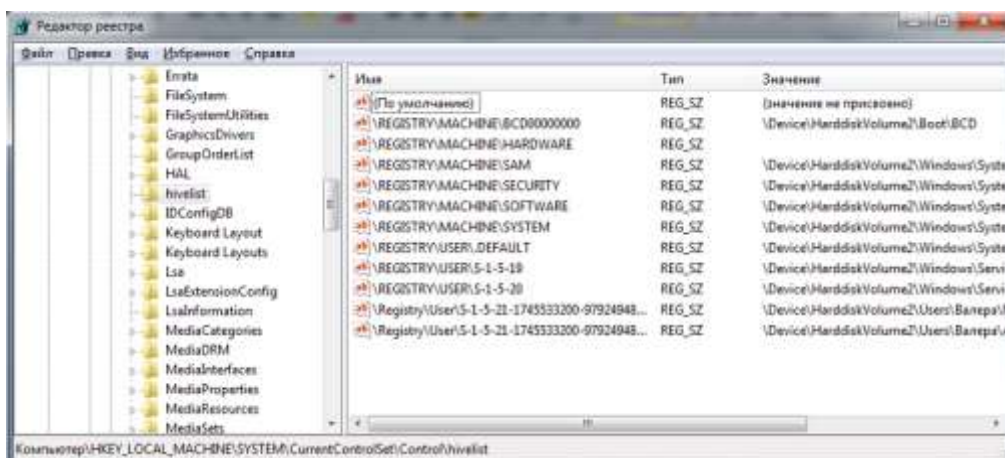 Редактор реестра
Файл Правка Вид Избранное Справка
Errata
FileSystem
FileSystemUtilities
GraphicsDrivers
GroupOrderList
HAL
hivelist
IDConfigDB
Keyboard Layout
Keyboard Layouts
Lsa
LsaExtensionConfig
LsaInformation
MediaCategories
MediaDRM
MediaInterfaces
MediaProperties
MediaResources
MediaSets
Имя Тип Значение
(По умолчанию) REG_SZ (значение не присвоено)
\REGISTRY\MACHINE\BCD00000000 REG_SZ \Device\HarddiskVolume2\Boot\BCD
\REGISTRY\MACHINE\HARDWARE REG_SZ
\REGISTRY\MACHINE\SAM REG_SZ \Device\HarddiskVolume2\Windows\Syste
\REGISTRY\MACHINE\SECURITY REG_SZ \Device\HarddiskVolume2\Windows\Syste
\REGISTRY\MACHINE\SOFTWARE REG_SZ \Device\HarddiskVolume2\Windows\Syste
\REGISTRY\MACHINE\SYSTEM REG_SZ \Device\HarddiskVolume2\Windows\Syste
\REGISTRY\USER\.DEFAULT REG_SZ \Device\HarddiskVolume2\Windows\Syste
\REGISTRY\USER\S-1-5-19 REG_SZ \Device\HarddiskVolume2\Windows\Servi
\REGISTRY\USER\S-1-5-20 REG_SZ \Device\HarddiskVolume2\Windows\Servi
\Registry\User\S-1-5-21-1745533200-97924948... REG_SZ \Device\HarddiskVolume2\Users\Валера\
\Registry\User\S-1-5-21-1745533200-97924948... REG_SZ \Device\HarddiskVolume2\Users\Валера\
Компьютер\HKEY_LOCAL_MACHINE\SYSTEM\CurrentControlSet\Control\hivelist